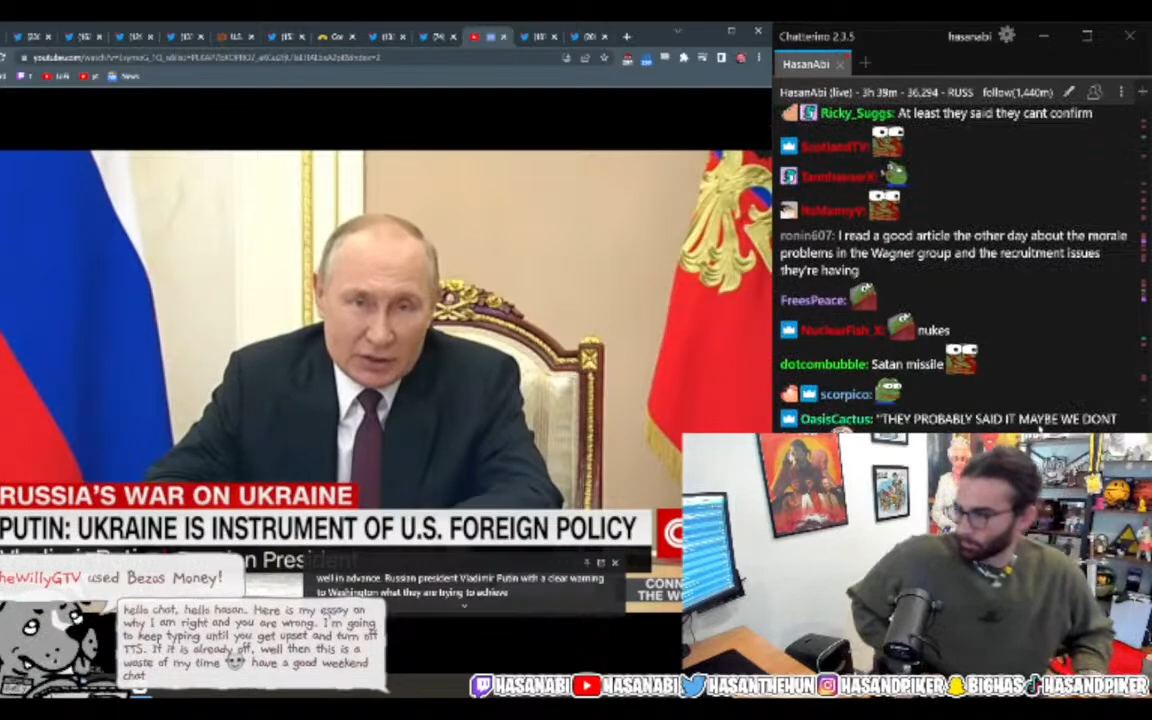 Chatterino 2.3.5
hasanabi
HasanAbi
HasanAbi (live) - 3h 39m - 36,294 - RUSS follow(1,440m)
News
Ricky_Suggs: At least they said they cant confirm
ScotlandTV:
ItsMannyV:
ronin607: I read a good article the other day about the morale
problems in the Wagner group and the recruitment issues
they're having
FreesPeace:
NuclearFish_X: nukes
dotcombubble: Satan missile
scorpico:
OasisCactus: "THEY PROBABLY SAID IT MAYBE WE DONT
RUSSIA'S WAR ON UKRAINE
PUTIN: UKRAINE IS INSTRUMENT OF U.S. FOREIGN POLICY
well in advance. Russian president Vladimir Putin with a clear warning
to Washington what they are trying to achieve
CONN
THE WO
heWillyGTV used Bezos Money!
hello chat, hello hasan. Here is my essay on
why I am right and you are wrong. I'm going
to keep typing until you get upset and turn off
TTS. If it is already off, well then this is a
waste of my time have a good weekend
chat
HASANABI HASANABI HASANTHEHUN HASANDPIKER BIGHAS HASANDPIKER